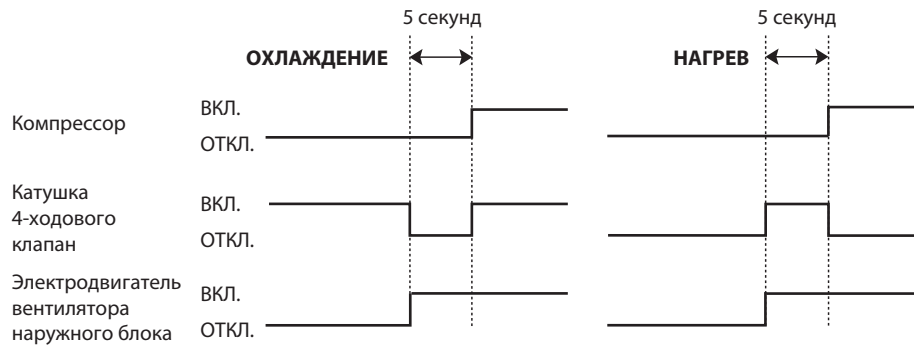 5 секунд
5 секунд
ОХЛАЖДЕНИЕ
НАГРЕВ
Компрессор
ВКЛ.
ОТКЛ.
Катушка
4-ходового
клапан
ВКЛ.
ОТКЛ.
Электродвигатель
вентилятора
наружного блока
ВКЛ.
ОТКЛ.